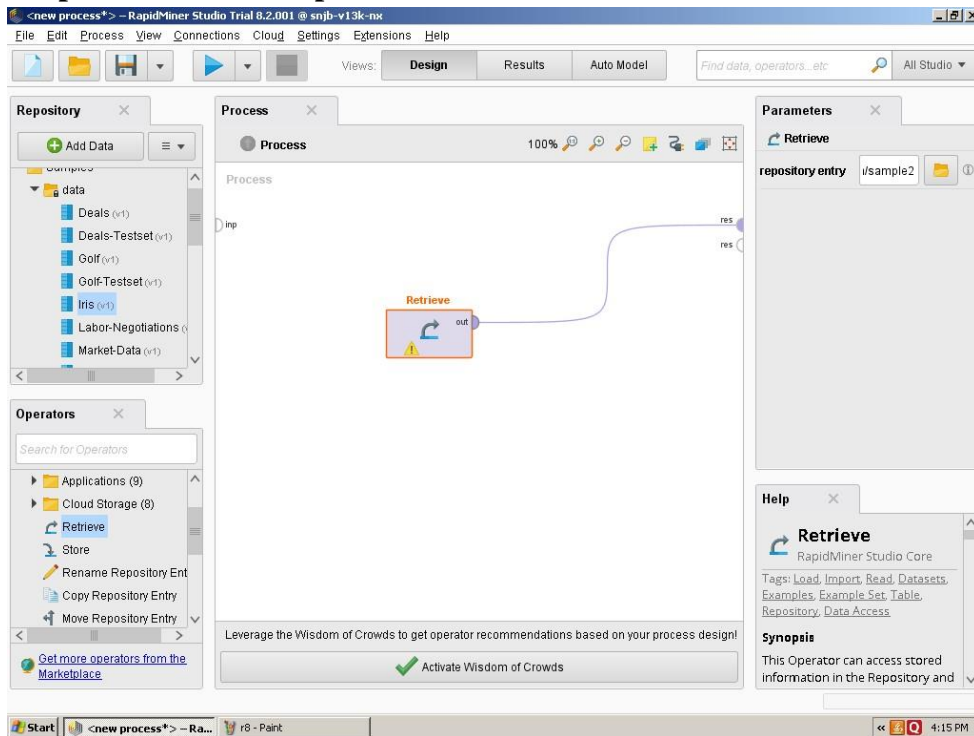 <new process*> – RapidMiner Studio Trial 8.2.001 @ snjb-v13k-nx
File Edit Process View Connections Cloud Settings Extensions Help
Views: Design Results Auto Model Find data, operators...etc All Studio
Repository
Add Data
data
Deals (v1)
Deals-Testset (v1)
Golf (v1)
Golf-Testset (v1)
Iris (v1)
Labor-Negotiations (
Market-Data (v1)
Operators
Search for Operators
Applications (9)
Cloud Storage (8)
Retrieve
Store
Rename Repository Ent
Copy Repository Entry
Move Repository Entry
Get more operators from the
Marketplace
Process
Process
100%
Process
inp
res
res
Retrieve
out
Leverage the Wisdom of Crowds to get operator recommendations based on your process design!
Activate Wisdom of Crowds
Parameters
Retrieve
repository entry
/sample2
Help
Retrieve
RapidMiner Studio Core
Tags: Load, Import, Read, Datasets,
Examples, Example Set, Table,
Repository, Data Access
Synopsis
This Operator can access stored
information in the Repository and
Start <new process*> – Ra... r8 - Paint 4:15 PM